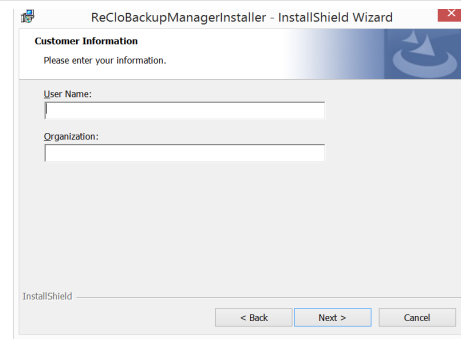 ReCloBackupManagerInstaller - InstallShield Wizard
Customer Information
Please enter your information.
User Name:
Organization:
InstallShield
< Back Next > Cancel